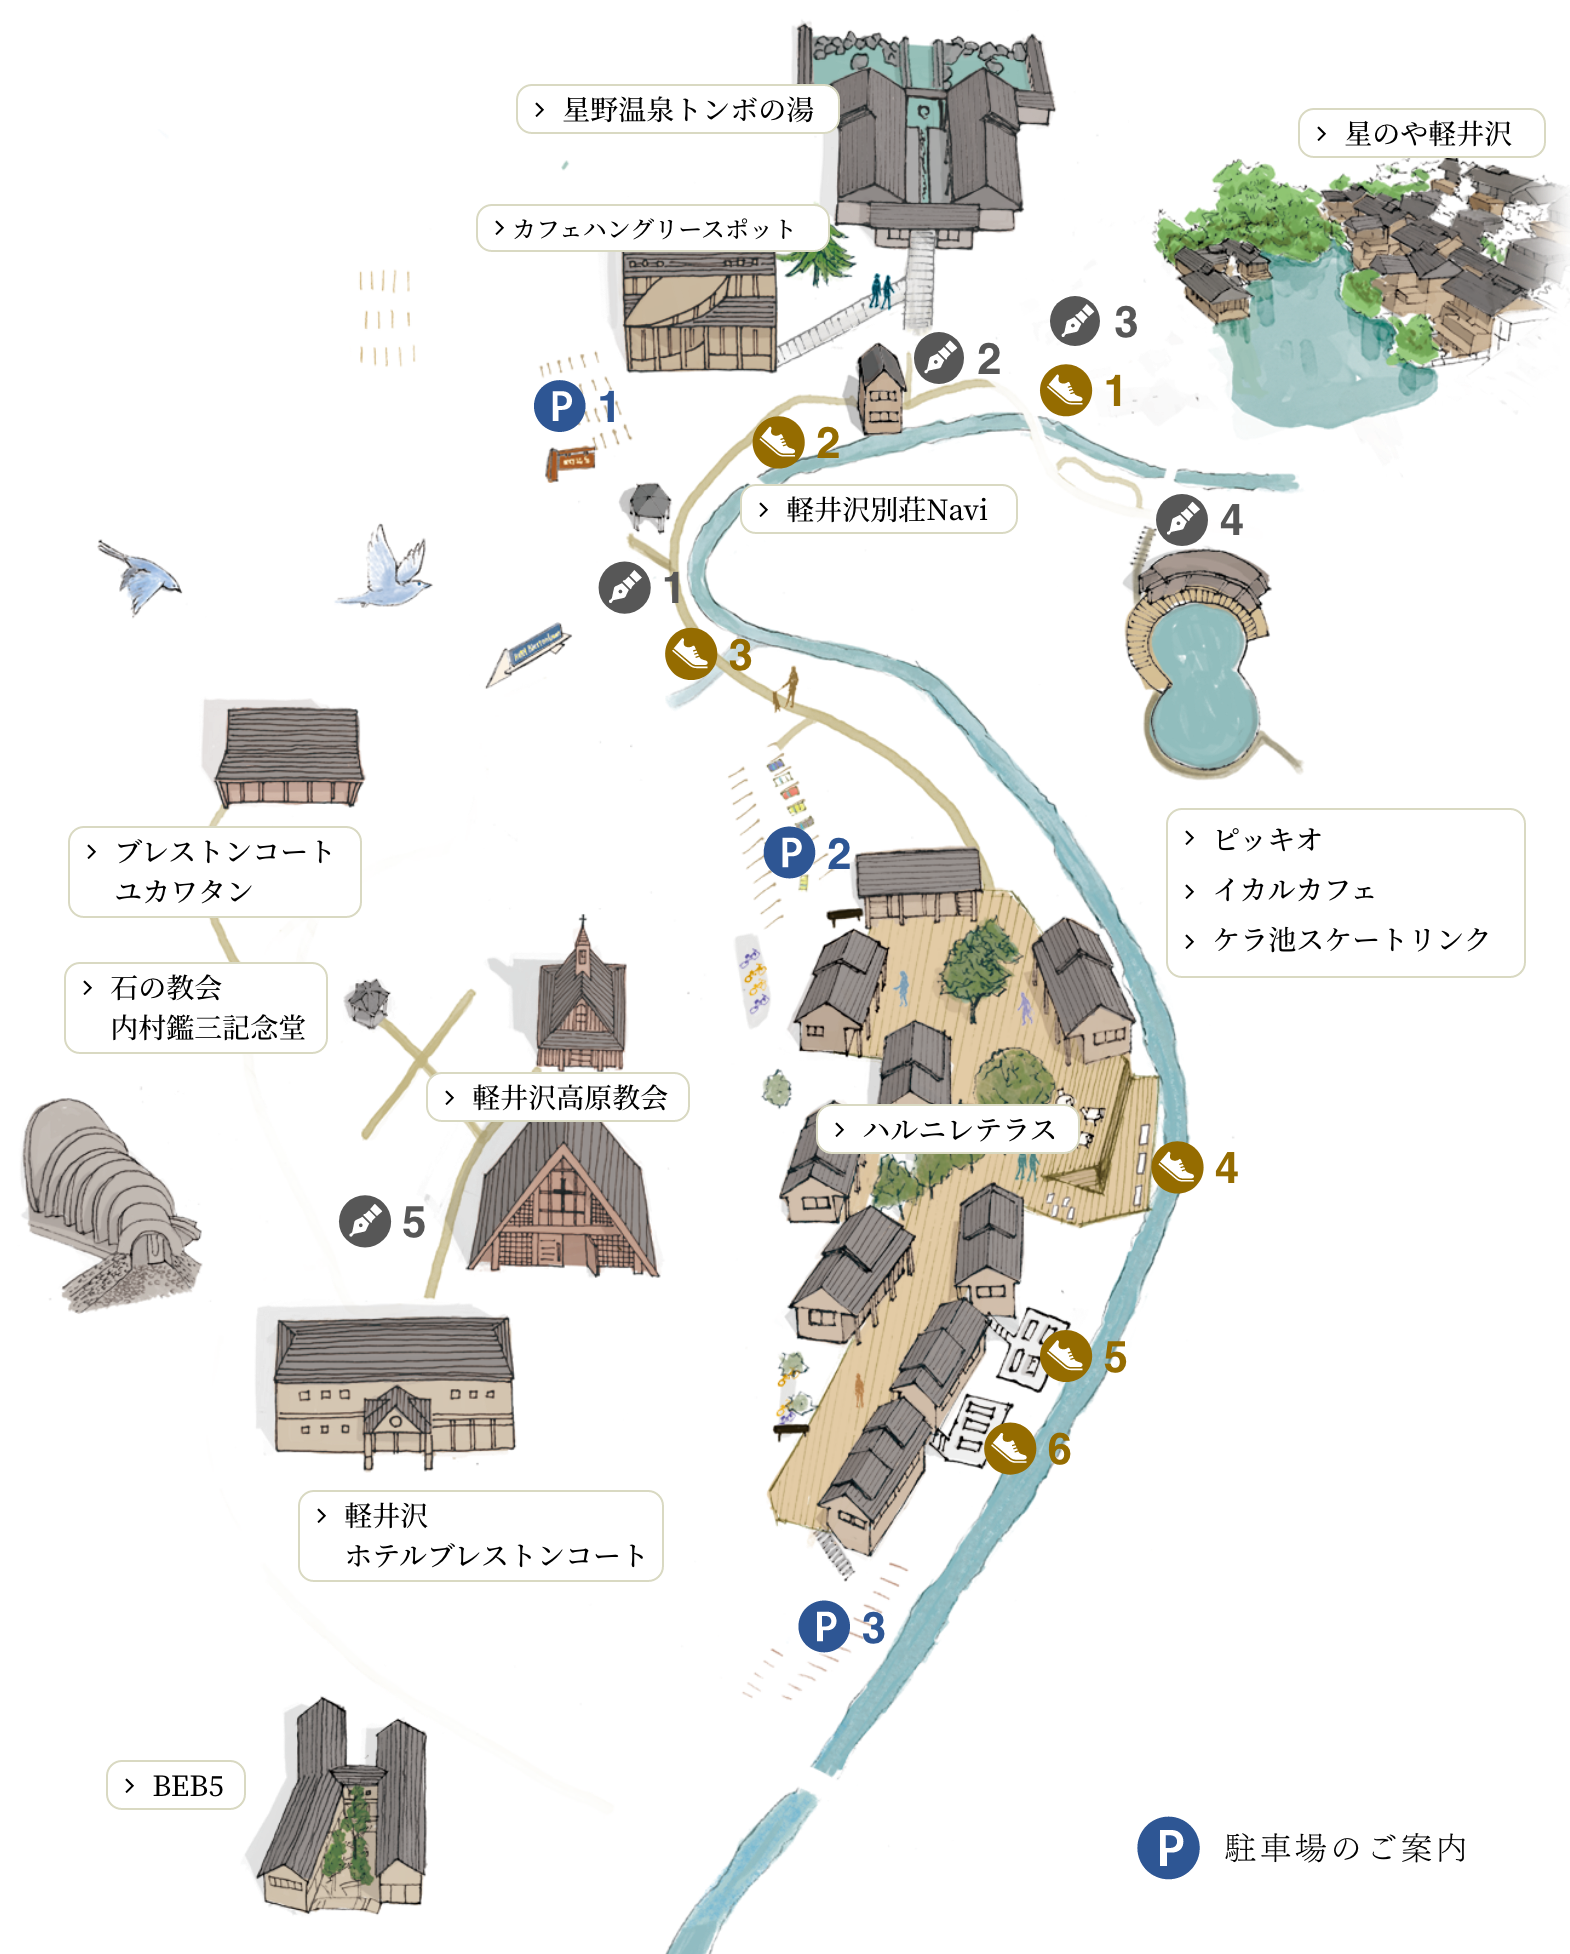 星野温泉トンボの湯
星のや軽井沢
カフェハングリースポット
3
2
1
P 1
2
軽井沢別荘Navi
4
1
3
ブレストンコート
ユカワタン
P 2
ピッキオ
イカルカフェ
ケラ池スケートリンク
石の教会
内村鑑三記念堂
軽井沢高原教会
ハルニレテラス
4
5
5
6
軽井沢
ホテルブレストンコート
P 3
BEB5
P 駐車場のご案内